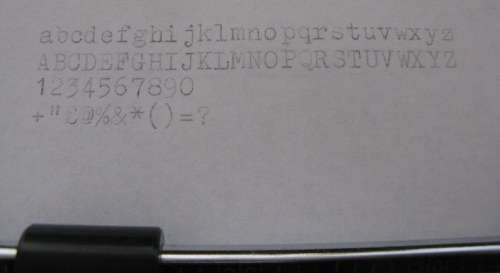 abcdefghijklmnopqrstuvwxyz
ABCDEFGHIJKLMNOPQRSTUVWXYZ
1234567890
+"£@%&*()=?